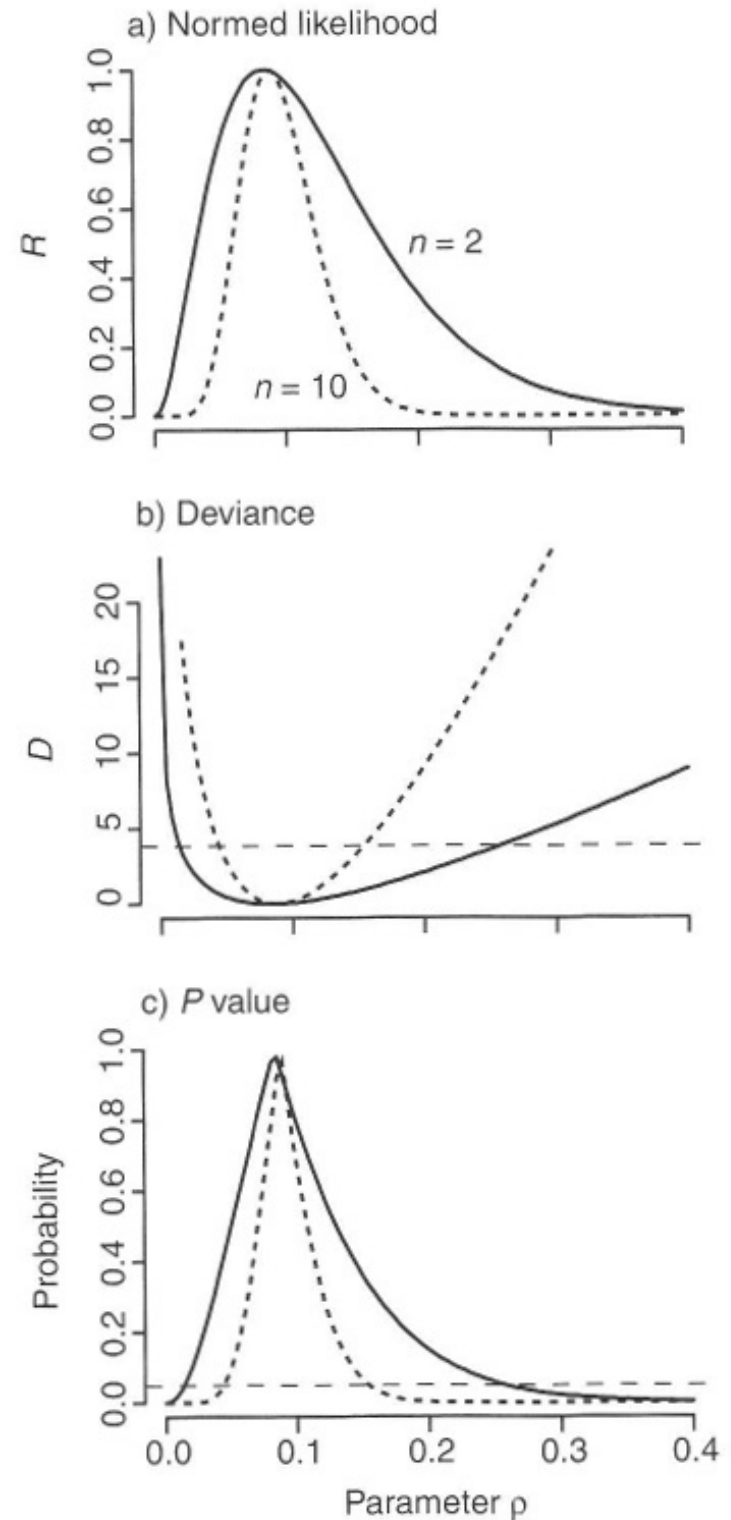 a) Normed likelihood
1.0
0.8
0.6
0.4
0.2
0.0
R
n = 2
n = 10
b) Deviance
20
15
10
5
0
D
c) P value
1.0
0.8
0.6
0.4
0.2
0.0
Probability
0.0 0.1 0.2 0.3 0.4
Parameter ρ